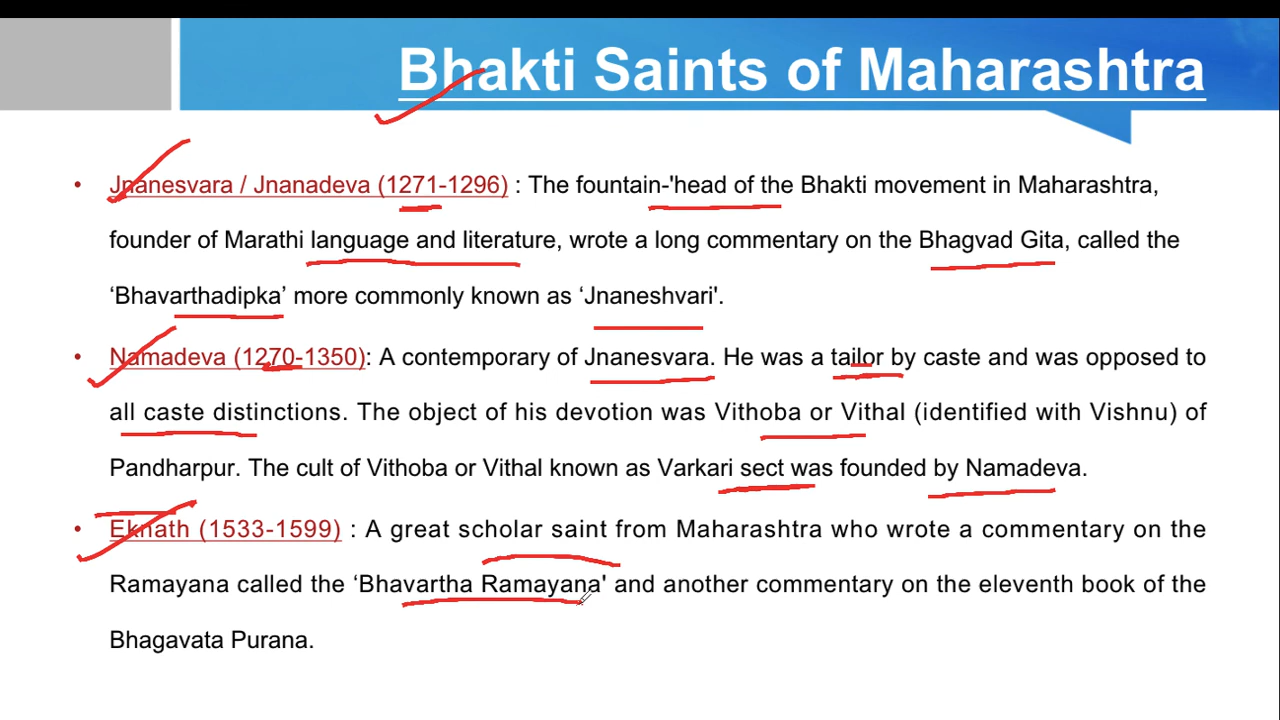 Bhakti Saints of Maharashtra
• Jnanesvara / Jnanadeva (1271-1296) : The fountain-'head of the Bhakti movement in Maharashtra,
founder of Marathi language and literature, wrote a long commentary on the Bhagvad Gita, called the
‘Bhavarthadipka’ more commonly known as ‘Jnaneshvari'.
• Namadeva (1270-1350): A contemporary of Jnanesvara. He was a tailor by caste and was opposed to
all caste distinctions. The object of his devotion was Vithoba or Vithal (identified with Vishnu) of
Pandharpur. The cult of Vithoba or Vithal known as Varkari sect was founded by Namadeva.
• Eknath (1533-1599) : A great scholar saint from Maharashtra who wrote a commentary on the
Ramayana called the ‘Bhavartha Ramayana' and another commentary on the eleventh book of the
Bhagavata Purana.